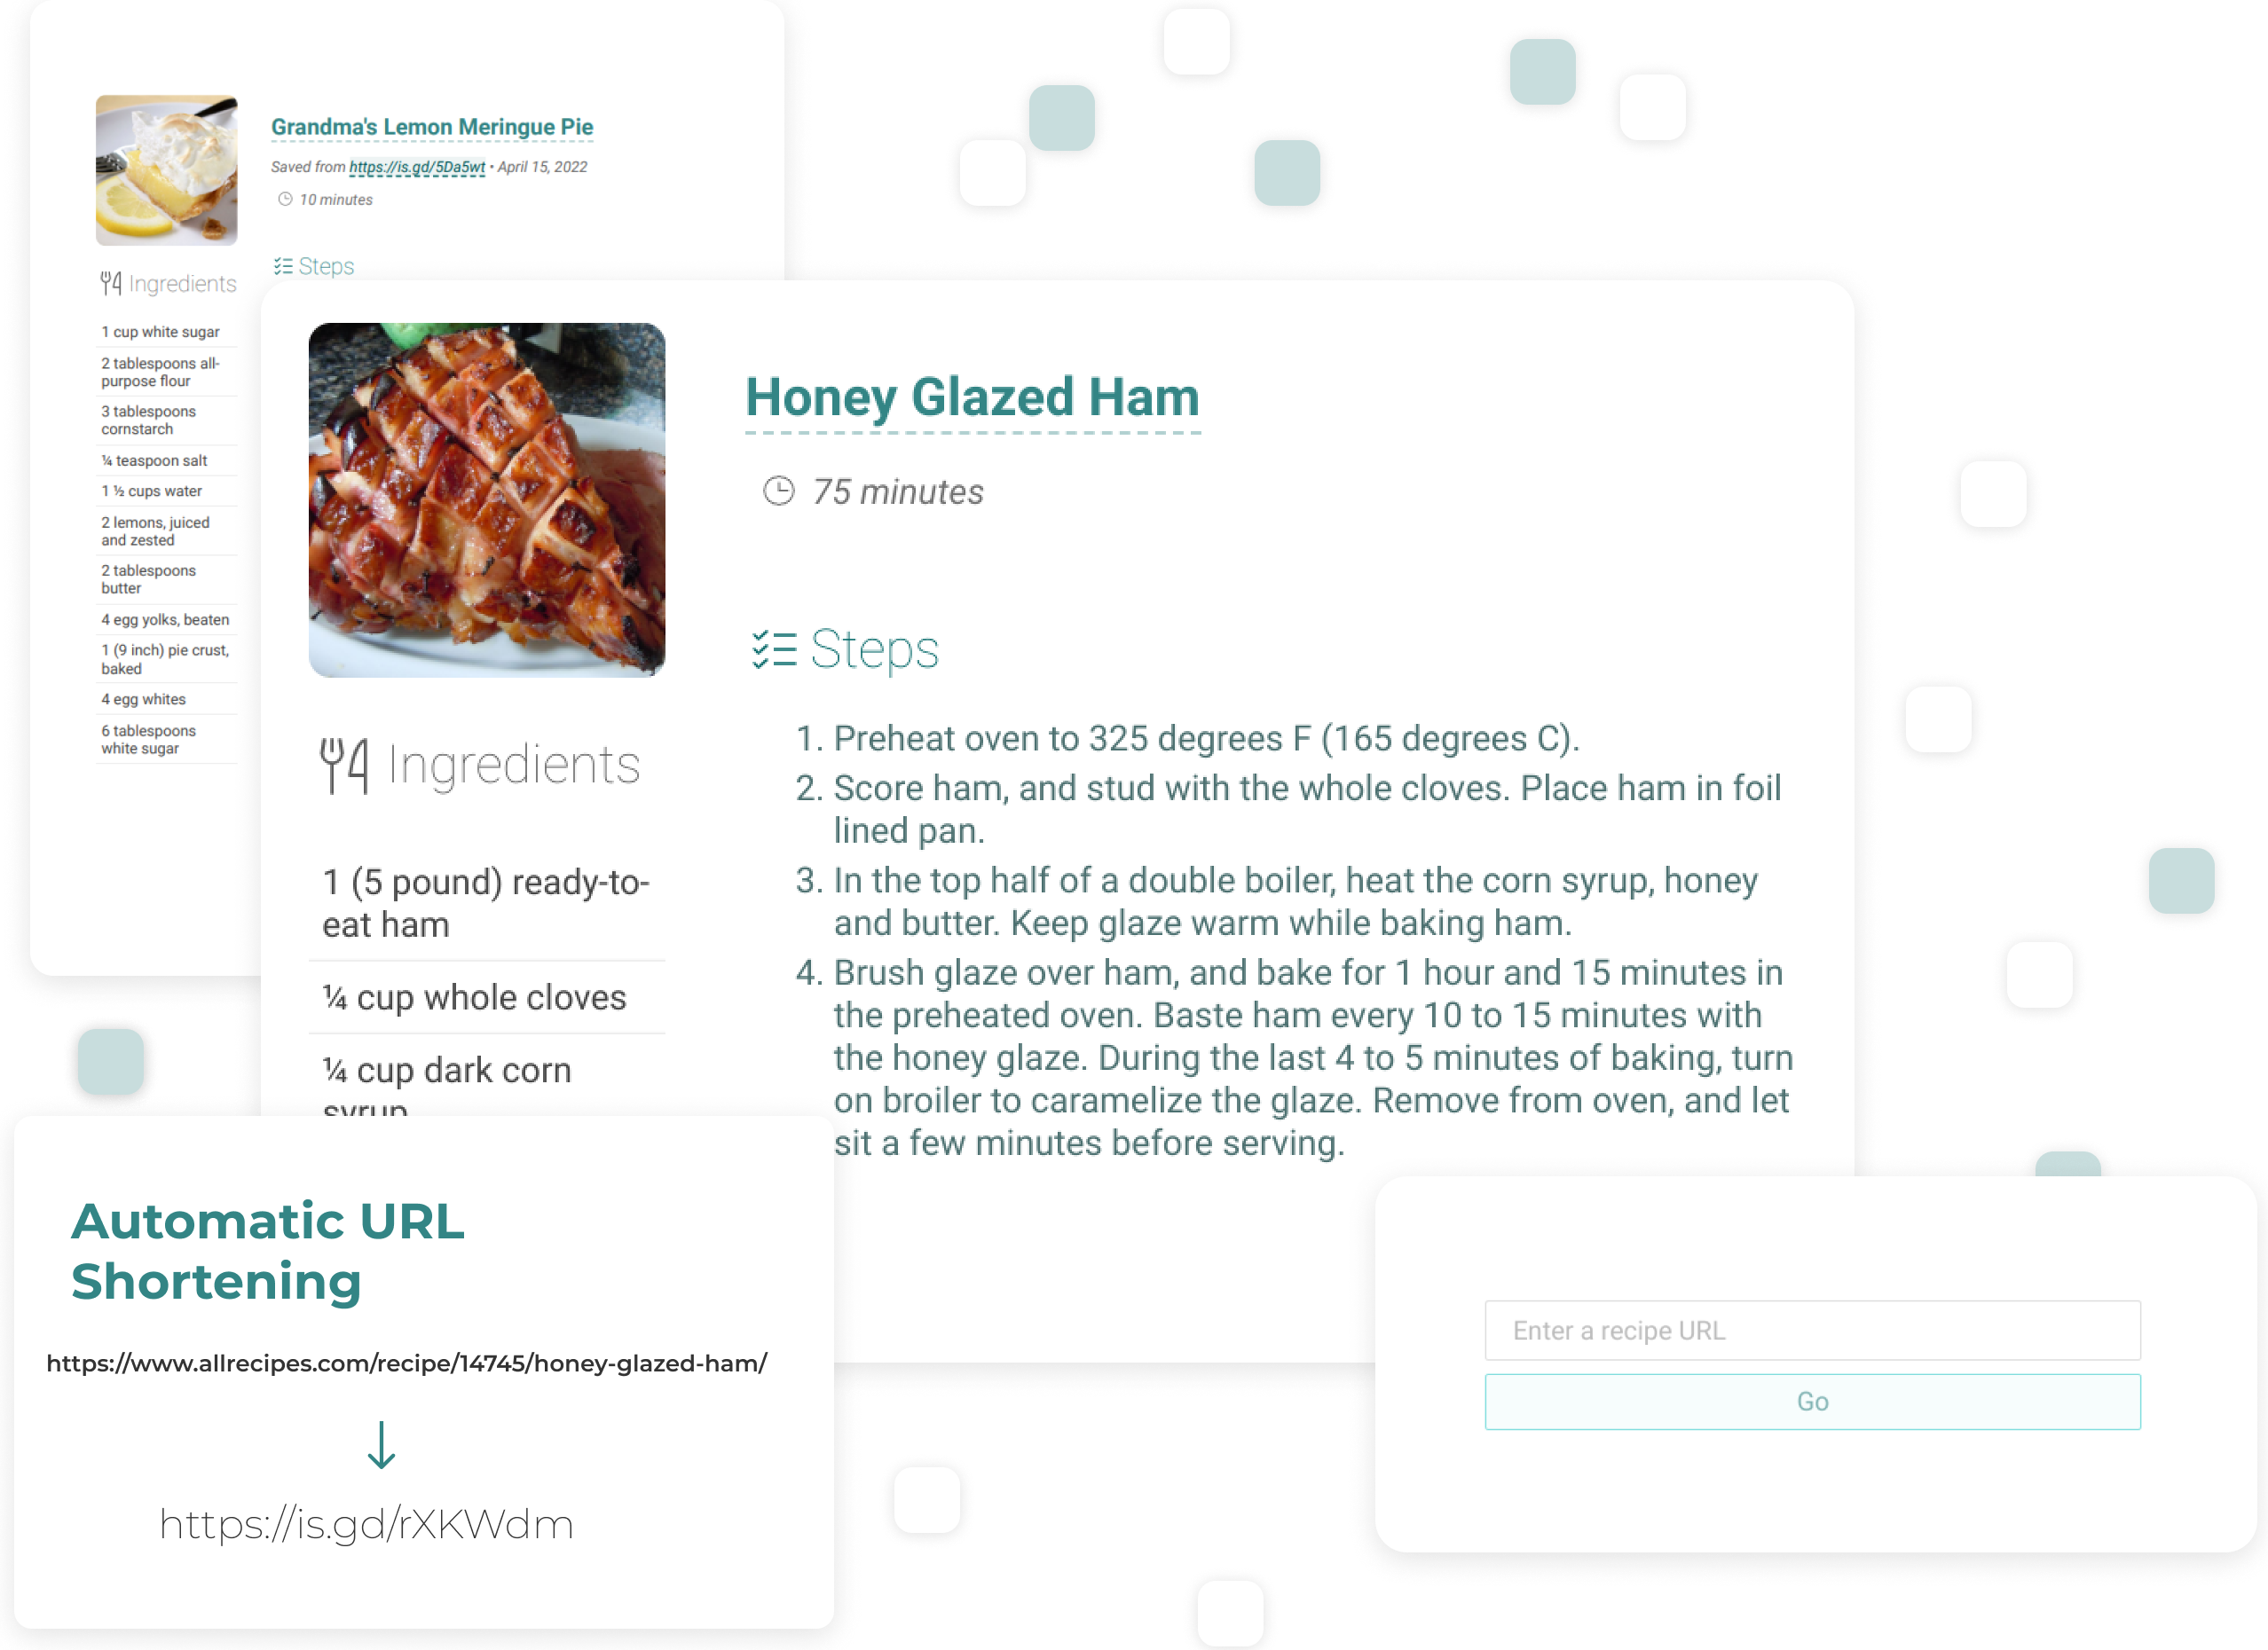 Grandma's Lemon Meringue Pie
Saved from https://is.gd/5Da5wt • April 15, 2022
10 minutes
Steps
Ingredients
1 cup white sugar
2 tablespoons all-
purpose flour
3 tablespoons
cornstarch
¼ teaspoon salt
1 ½ cups water
2 lemons, juiced
and zested
2 tablespoons
butter
4 egg yolks, beaten
1 (9 inch) pie crust,
baked
4 egg whites
6 tablespoons
white sugar
Honey Glazed Ham
75 minutes
Steps
1. Preheat oven to 325 degrees F (165 degrees C).
2. Score ham, and stud with the whole cloves. Place ham in foil
lined pan.
3. In the top half of a double boiler, heat the corn syrup, honey
and butter. Keep glaze warm while baking ham.
4. Brush glaze over ham, and bake for 1 hour and 15 minutes in
the preheated oven. Baste ham every 10 to 15 minutes with
the honey glaze. During the last 4 to 5 minutes of baking, turn
on broiler to caramelize the glaze. Remove from oven, and let
sit a few minutes before serving.
Ingredients
1 (5 pound) ready-to-
eat ham
¼ cup whole cloves
¼ cup dark corn
syrup
Automatic URL
Shortening
https://www.allrecipes.com/recipe/14745/honey-glazed-ham/
https://is.gd/rXKWdm
Enter a recipe URL
Go